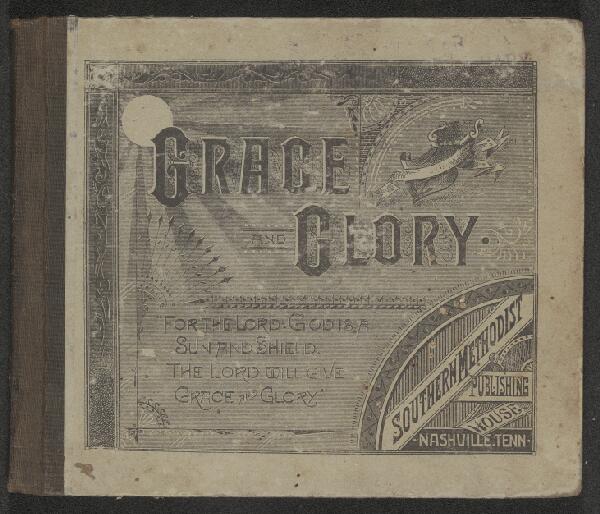 GRACE
AND
GLORY.
FOR THE LORD GOD IS A
SUN AND SHIELD.
THE LORD WILL GIVE
GRACE AND GLORY
SOUTHERN METHODIST
PUBLISHING
HOUSE
NASHVILLE, TENN.